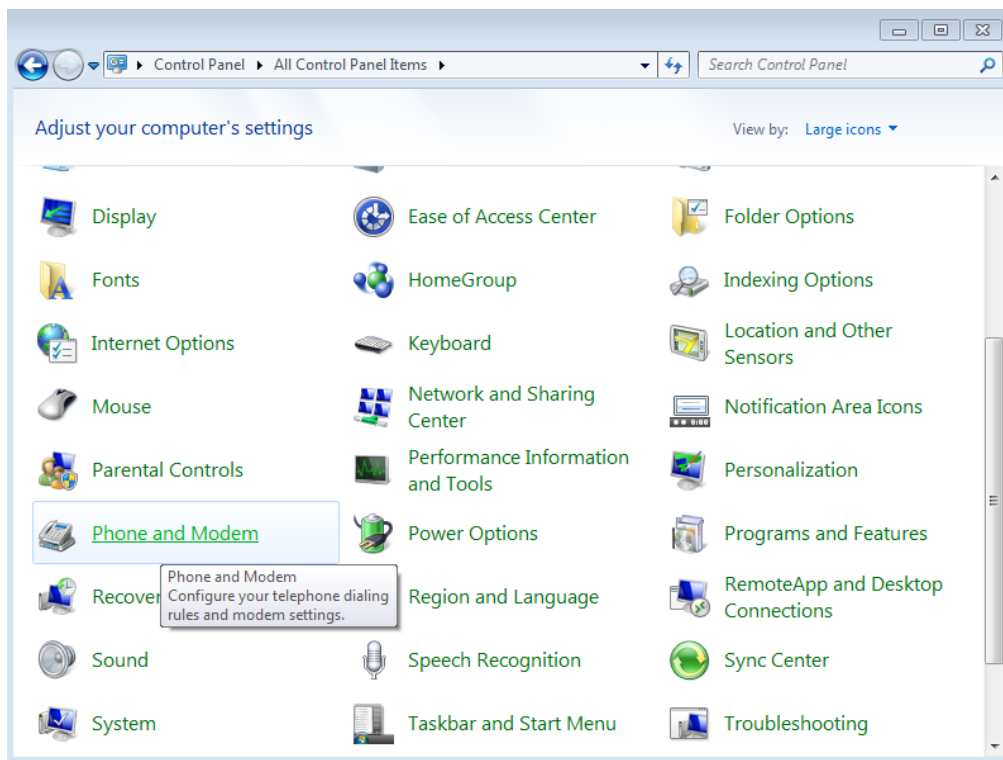 Control Panel All Control Panel Items Search Control Panel
Adjust your computer's settings View by: Large icons
Display Ease of Access Center Folder Options
Fonts HomeGroup Indexing Options
Internet Options Keyboard Location and Other
Sensors
Mouse Network and Sharing
Center Notification Area Icons
Parental Controls Performance Information
and Tools Personalization
Phone and Modem Power Options Programs and Features
Phone and Modem
Configure your telephone dialing
rules and modem settings.
Region and Language RemoteApp and Desktop
Connections
Sound Speech Recognition Sync Center
System Taskbar and Start Menu Troubleshooting